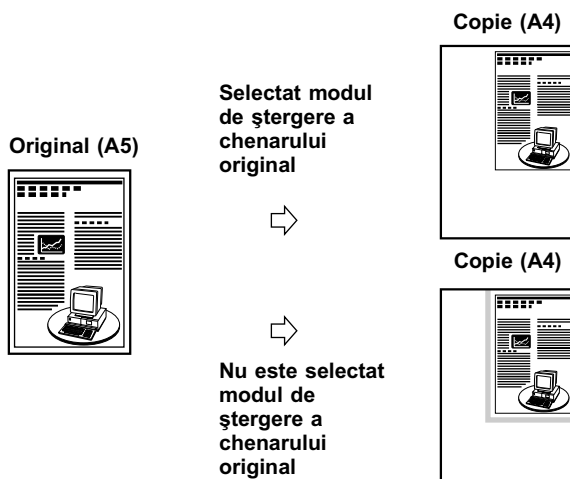 Copie (A4)
Selectat modul
de ştergere a
chenarului
original
Original (A5)
Copie (A4)
Nu este selectat
modul de
ştergere a
chenarului
original